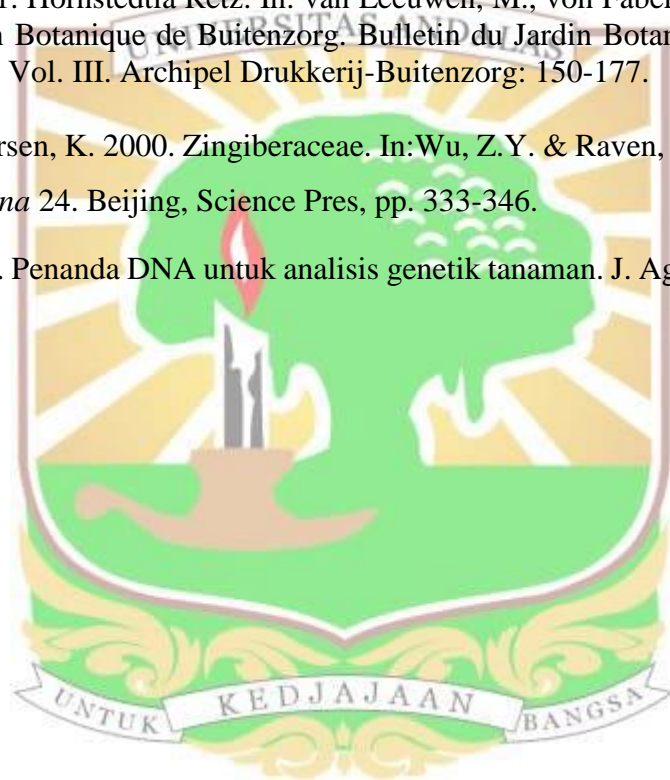 1. Hornstedtia Retz. In: Van Leeuwen, M., von Faber
n Botanique de Buitenzorg. Bulletin du Jardin Botan
UNIVERSITAS ANDALAS
Vol. III. Archipel Drukkerij-Buitenzorg: 150-177.
rsen, K. 2000. Zingiberaceae. In:Wu, Z.Y. & Raven,
na 24. Beijing, Science Pres, pp. 333-346.
. Penanda DNA untuk analisis genetik tanaman. J. Ag
UNTUK KEDJAJAAN BANGSA